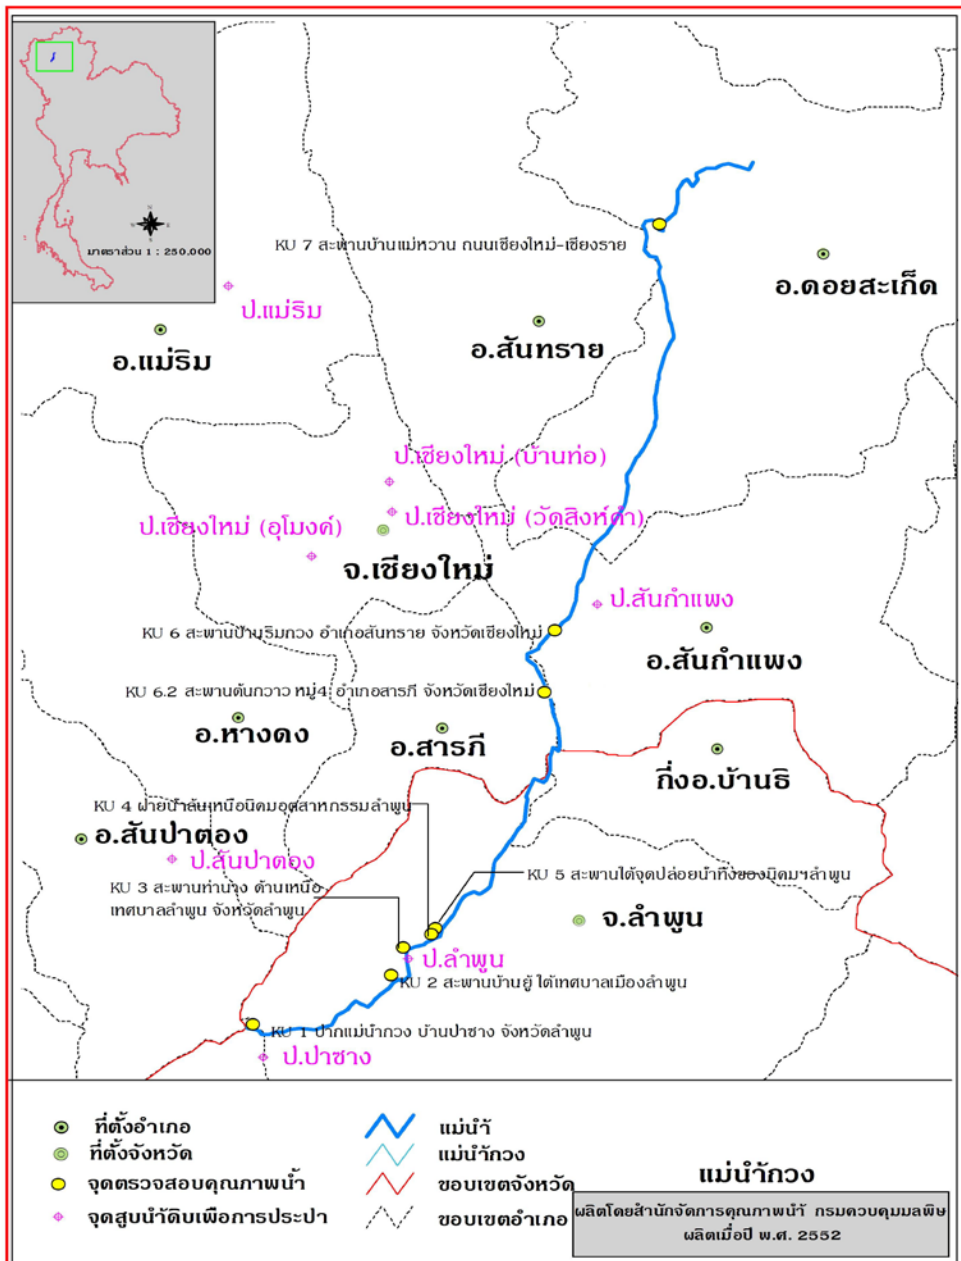 มาตราส่วน 1 : 250,000
KU 7 สะพานบ้านแม่หวาน ถนนเชียงใหม่-เชียงราย
อ.ดอยสะเก็ด
ป.แม่ริม
อ.แม่ริม
อ.สันทราย
ป.เชียงใหม่ (บ้านท่อ)
ป.เชียงใหม่ (วัดสิงห์คำ)
ป.เชียงใหม่ (อุโมงค์)
จ.เชียงใหม่
ป.สันกำแพง
KU 6 สะพานบ้านริมกวง อำเภอสันทราย จังหวัดเชียงใหม่
อ.สันกำแพง
KU 6.2 สะพานต้นกวาว หมู่4 อำเภอสารภี จังหวัดเชียงใหม่
อ.หางดง
อ.สารภี
กิ่งอ.บ้านธิ
KU 4 ฝายน้ำล้นเหนือนิคมอุตสาหกรรมลำพูน
อ.สันป่าตอง
ป.สันป่าตอง
KU 5 สะพานใต้จุดปล่อยน้ำทิ้งของนิคมฯลำพูน
KU 3 สะพานท่านาง ด้านเหนือ
เทศบาลลำพูน จังหวัดลำพูน
จ.ลำพูน
ป.ลำพูน
KU 2 สะพานบ้านยู้ ใต้เทศบาลเมืองลำพูน
KU 1 ปากแม่น้ำกวง บ้านป่าซาง จังหวัดลำพูน
ป.ป่าซาง
ที่ตั้งอำเภอ
ที่ตั้งจังหวัด
จุดตรวจสอบคุณภาพน้ำ
จุดสูบน้ำดิบเพื่อการประปา
แม่น้ำ
แม่น้ำกวง
ขอบเขตจังหวัด
ขอบเขตอำเภอ
แม่น้ำกวง
ผลิตโดยสำนักจัดการคุณภาพน้ำ กรมควบคุมมลพิษ
ผลิตเมื่อปี พ.ศ. 2552